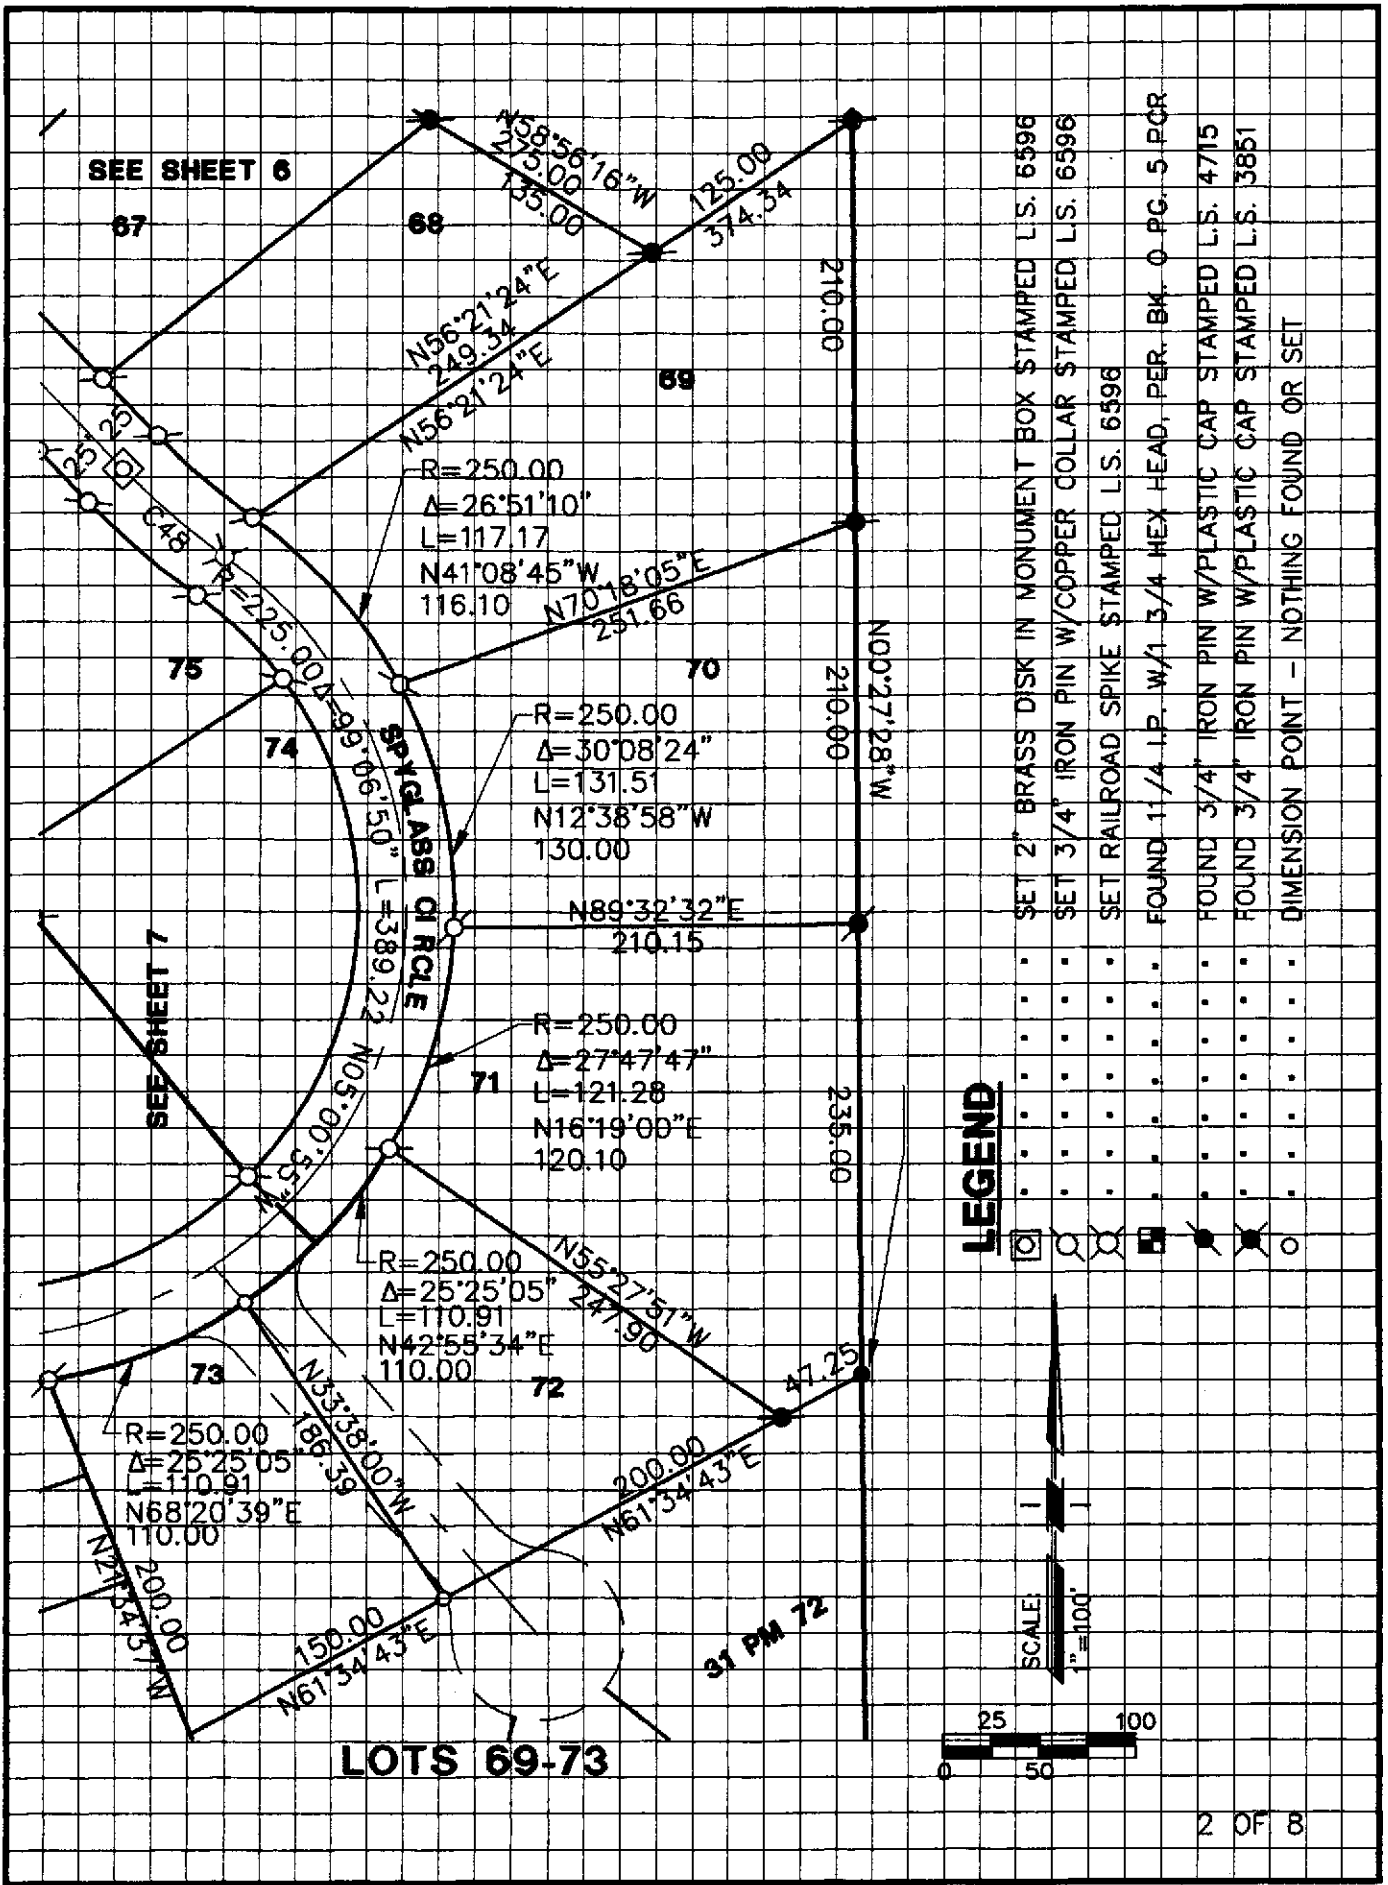 SEE SHEET 6
67
68
N58°56'16"W
275.00
135.00
125.00
374.34
210.00
N56°21'24"E
249.34
N56°21'24"E
69
25' 25'
C48
R=250.00
Δ=26°51'10"
L=117.17
N41°08'45"W
116.10
N70°18'05"E
251.66
75
R=225.00 Δ=99°06'50" L=389.22 N05°00'55"W
70
N00°27'28"W
210.00
74
SPYGLASS CIRCLE
R=250.00
Δ=30°08'24"
L=131.51
N12°38'58"W
130.00
N89°32'32"E
210.15
SEE SHEET 7
R=250.00
Δ=27°47'47"
L=121.28
N16°19'00"E
120.10
71
235.00
R=250.00
Δ=25°25'05"
L=110.91
N42°55'34"E
110.00
N55°27'51"W
247.90
47.25
73
72
N33°38'00"W
186.39
R=250.00
Δ=25°25'05"
L=110.91
N68°20'39"E
110.00
200.00
N61°34'43"E
N21°34'57"W
200.00
150.00
N61°34'43"E
31 PM 72
LOTS 69-73
LEGEND
SET 2" BRASS DISK IN MONUMENT BOX STAMPED L.S. 6596
SET 3/4" IRON PIN W/COPPER COLLAR STAMPED L.S. 6596
SET RAILROAD SPIKE STAMPED L.S. 6596
FOUND 1 1/4 I.P. W/1 3/4 HEX HEAD, PER. BK. O PG. 5 PCR
FOUND 3/4" IRON PIN W/PLASTIC CAP STAMPED L.S. 4715
FOUND 3/4" IRON PIN W/PLASTIC CAP STAMPED L.S. 3851
DIMENSION POINT - NOTHING FOUND OR SET
SCALE:
1"=100'
25 100
0 50
2 OF 8